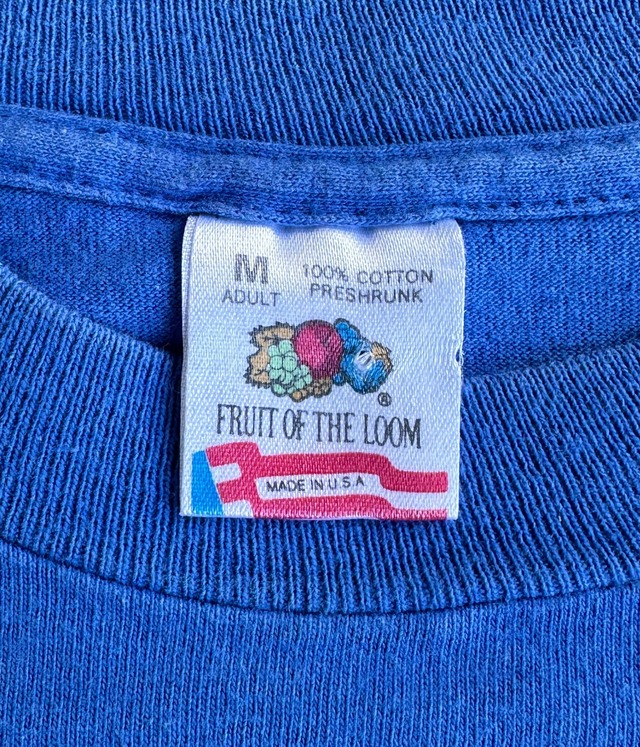 M 100% COTTON
ADULT PRESHRUNK
®
FRUIT OF THE LOOM
MADE IN U.S.A